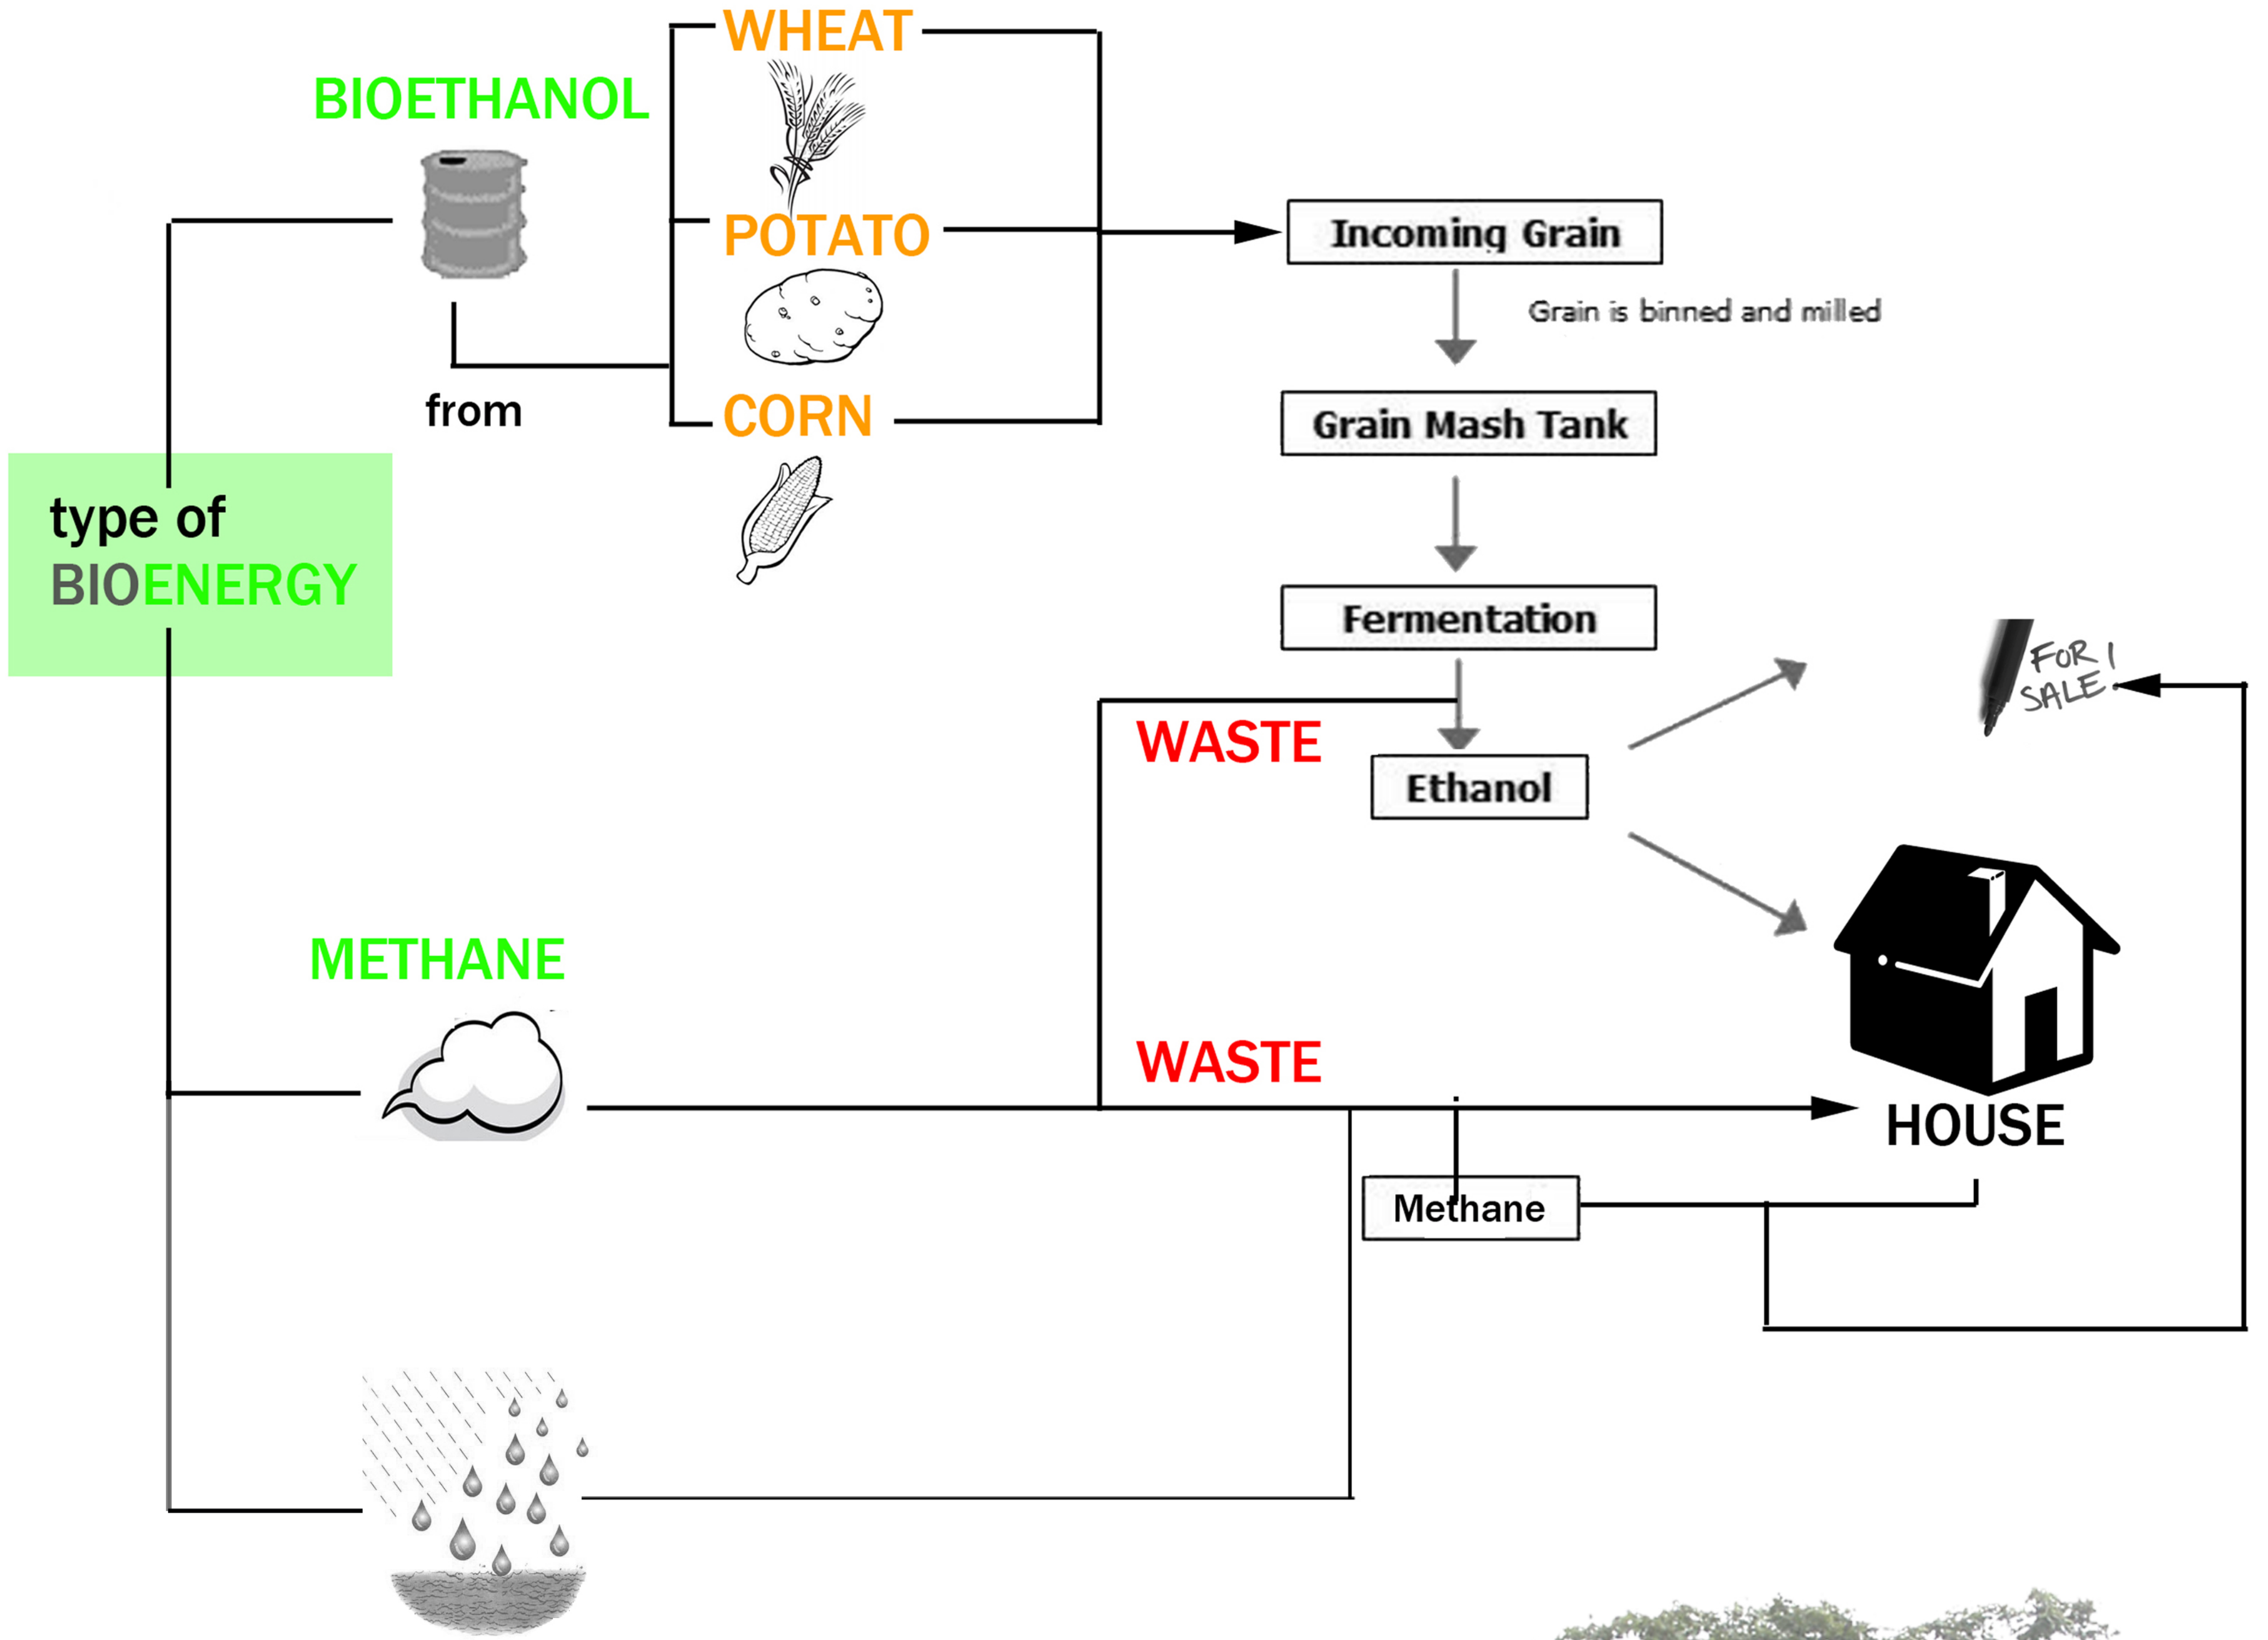 WHEAT
BIOETHANOL
POTATO
Incoming Grain
Grain is binned and milled
from
CORN
Grain Mash Tank
type of
BIOENERGY
Fermentation
FOR
SALE!
WASTE
Ethanol
METHANE
WASTE
HOUSE
Methane